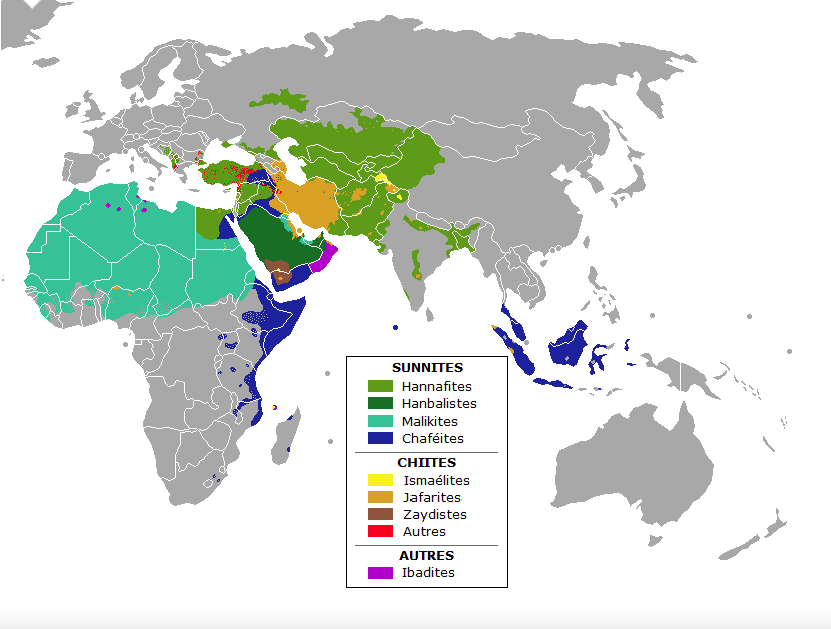 SUNNITES
Hannafites
Hanbalistes
Malikites
Chaféites
CHIITES
Ismaélites
Jafarites
Zaydistes
Autres
AUTRES
Ibadites